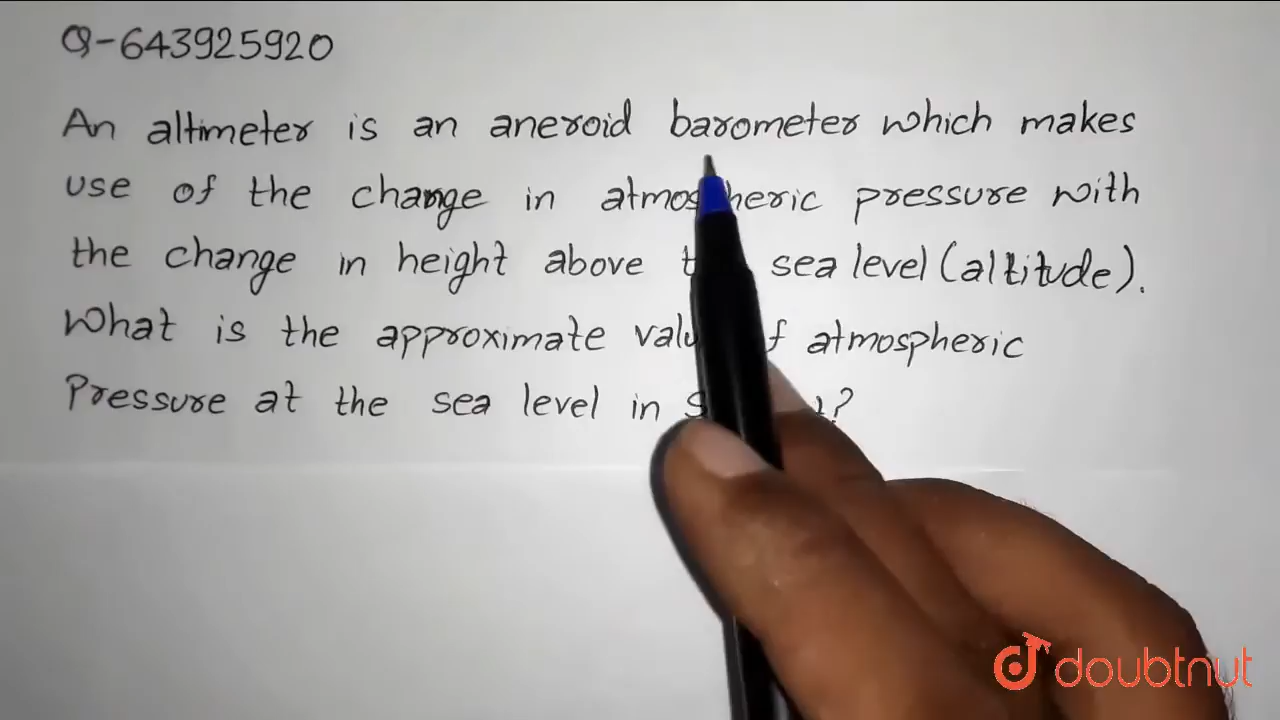 Q-643925920
An altimeter is an aneroid barometer which makes
use of the change in atmospheric pressure with
the change in height above sea level (altitude).
What is the approximate of atmospheric
Pressure at the sea level in
doubtnut